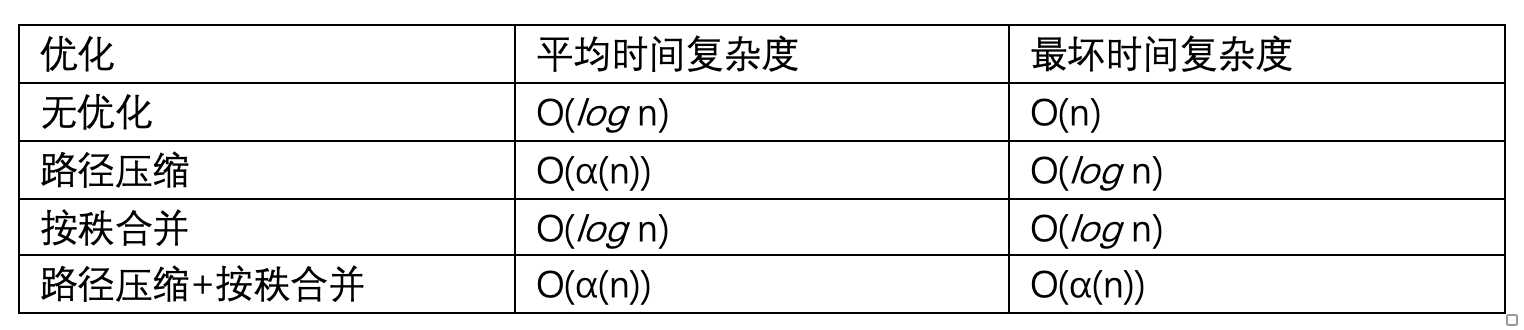 优化 平均时间复杂度 最坏时间复杂度
无优化 O(log n) O(n)
路径压缩 O(α(n)) O(log n)
按秩合并 O(log n) O(log n)
路径压缩+按秩合并 O(α(n)) O(α(n))